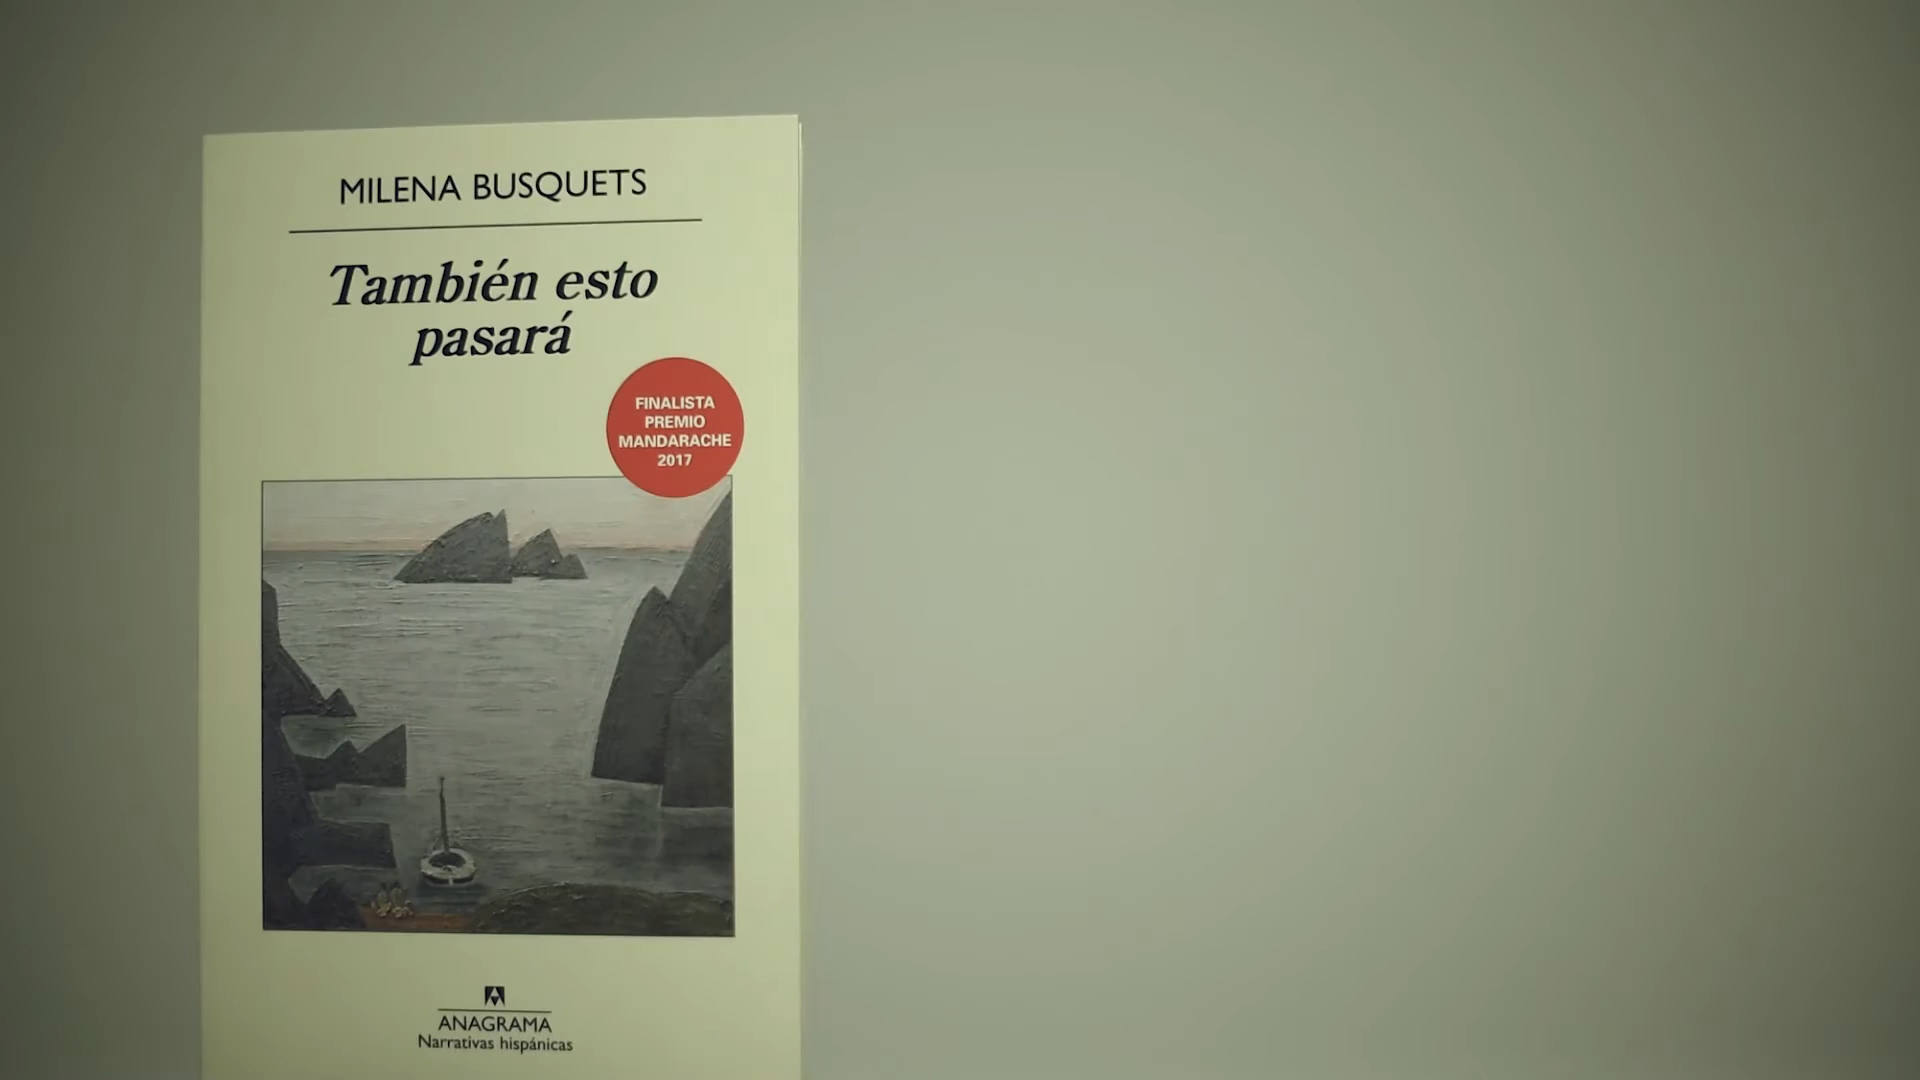 MILENA BUSQUETS
También esto
pasará
FINALISTA
PREMIO
MANDARACHE
2017
ANAGRAMA
Narrativas hispánicas